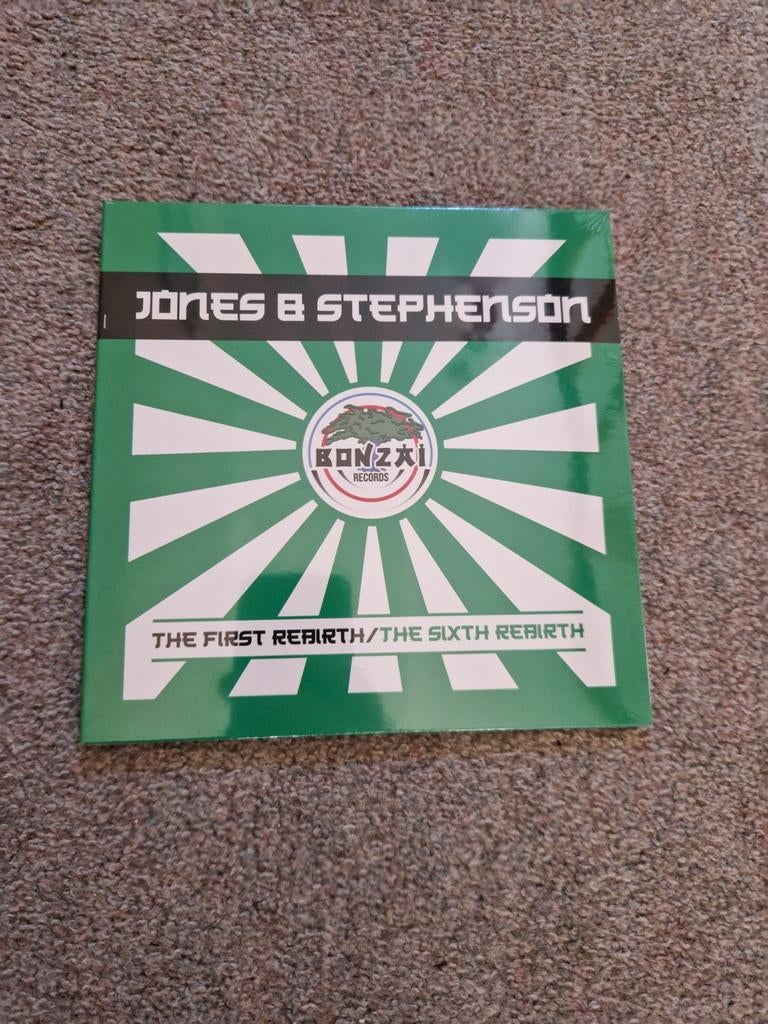 JONES & STEPHENSON
BONZAI
RECORDS
THE FIRST REBIRTH/THE SIXTH REBIRTH